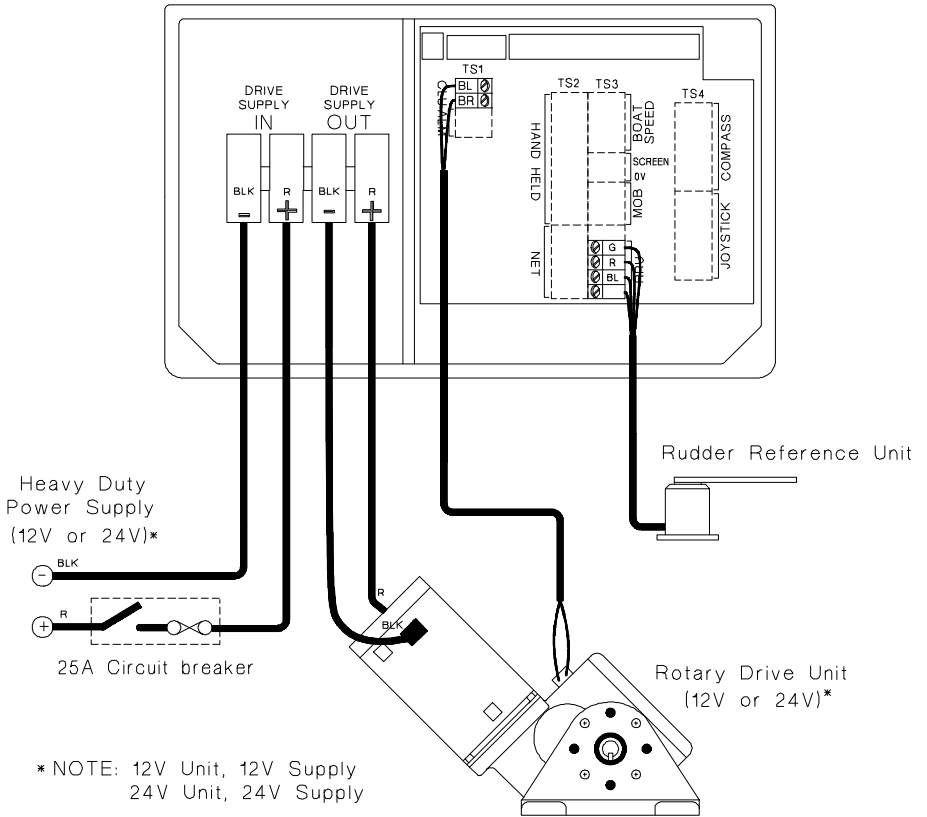 DRIVE
SUPPLY
IN
DRIVE
SUPPLY
OUT
BLK
−
R
+
BLK
−
R
+
TS1
BL
BR
CLUTCH
TS2
TS3
TS4
HAND HELD
NET
BOAT
SPEED
SCREEN
0V
MOB
G
R
BL
RRU
COMPASS
JOYSTICK
Rudder Reference Unit
Heavy Duty
Power Supply
(12V or 24V)*
BLK
−
R
+
25A Circuit breaker
R
BLK
Rotary Drive Unit
(12V or 24V)*
* NOTE: 12V Unit, 12V Supply
24V Unit, 24V Supply